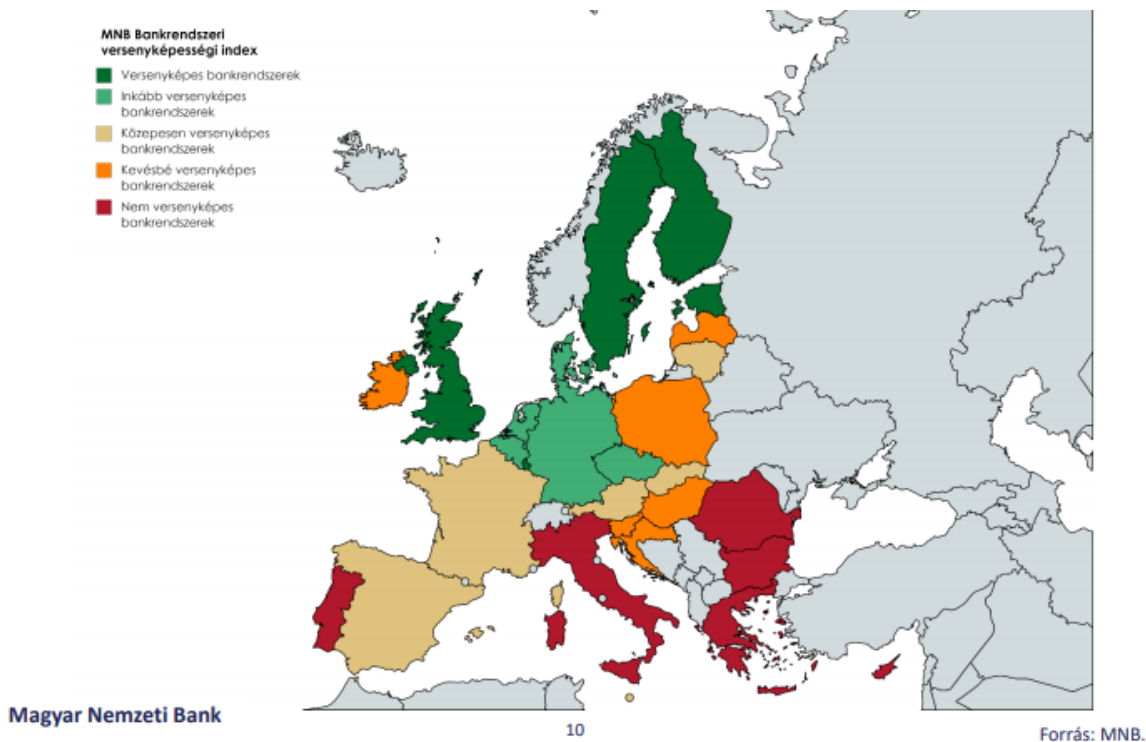 MNB Bankrendszeri
versenyképességi index
Versenyképes bankrendszerek
Inkább versenyképes
bankrendszerek
Közepesen versenyképes
bankrendszerek
Kevésbé versenyképes
bankrendszerek
Nem versenyképes
bankrendszerek
Magyar Nemzeti Bank
10
Forrás: MNB.